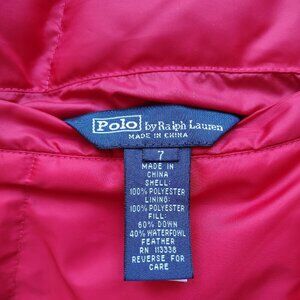 Polo by Ralph Lauren
MADE IN CHINA
7
MADE IN
CHINA
SHELL:
100% POLYESTER
LINING:
100% POLYESTER
FILL:
60% DOWN
40% WATERFOWL
FEATHER
RN 113338
REVERSE FOR
CARE